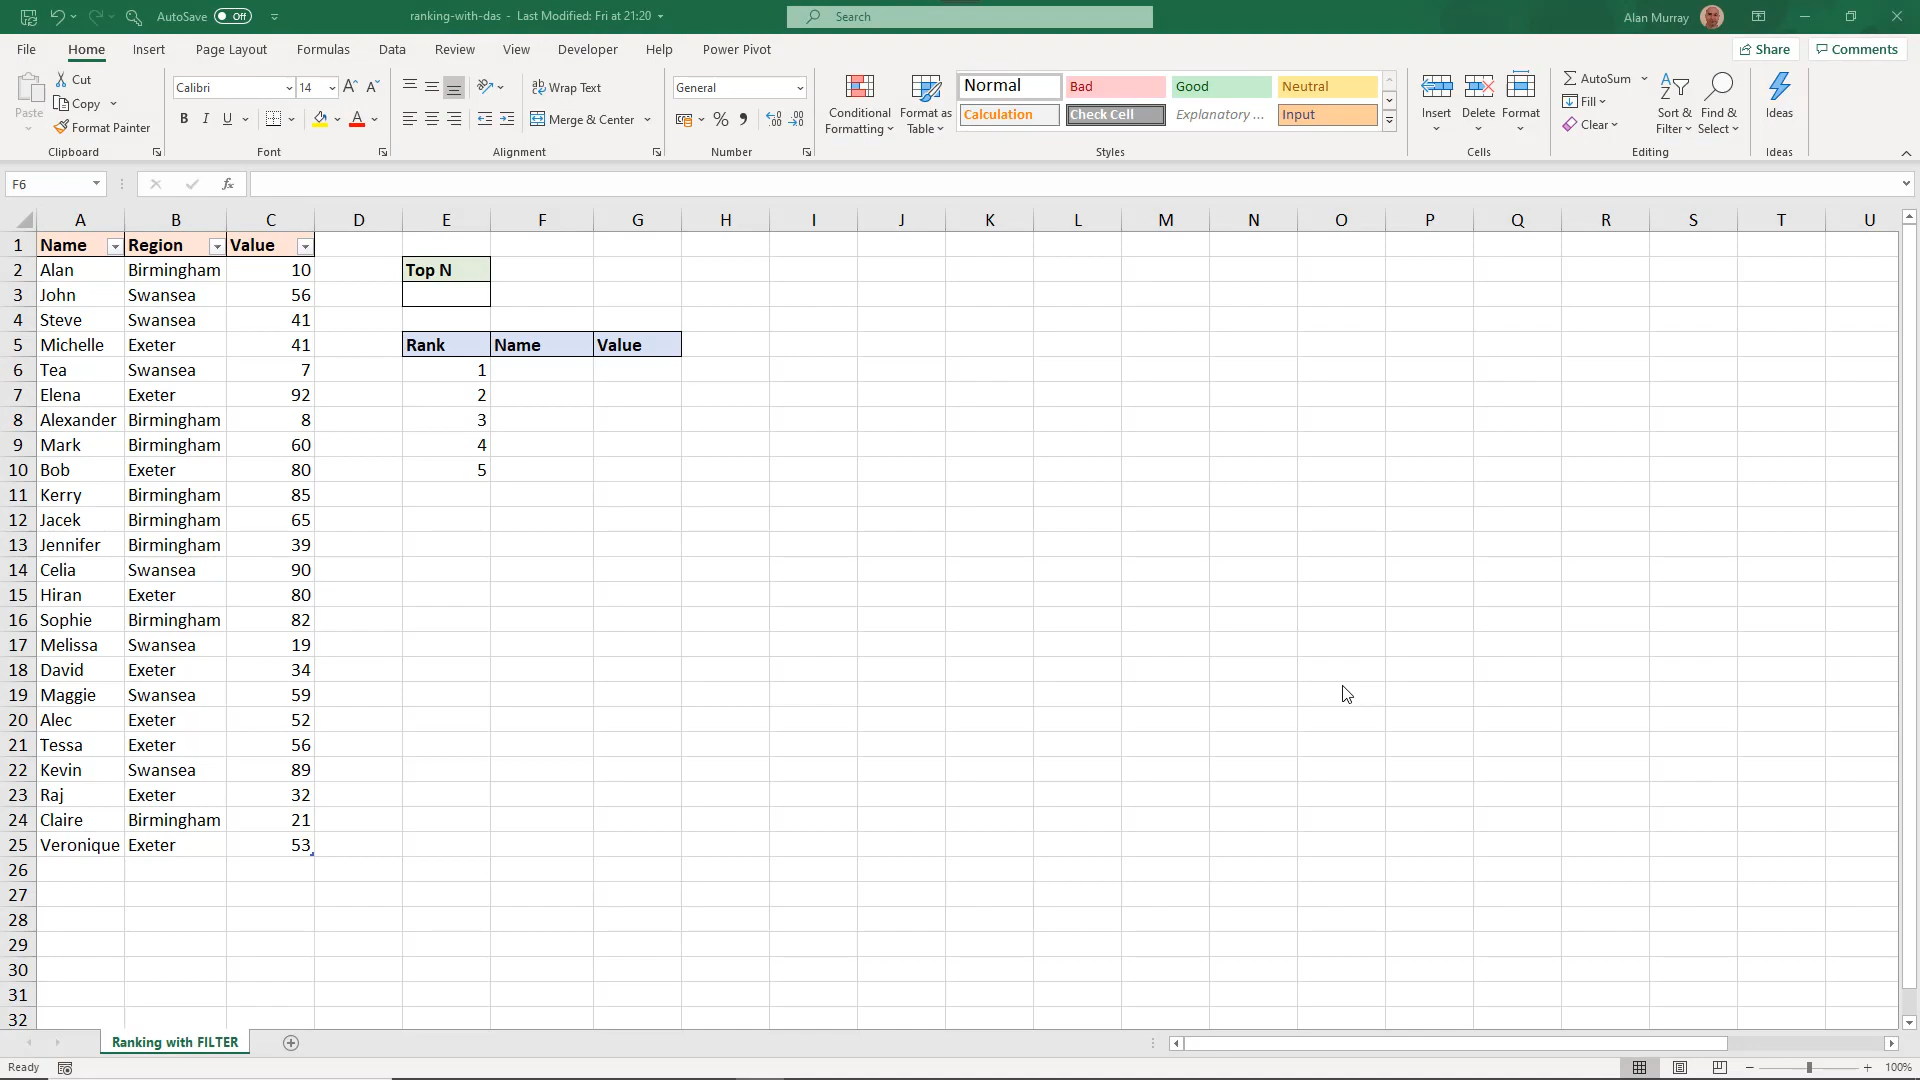 AutoSave Off ranking-with-das - Last Modified: Fri at 21:20 Search Alan Murray
File Home Insert Page Layout Formulas Data Review View Developer Help Power Pivot Share Comments
Paste Cut Copy Format Painter
Clipboard
Calibri 14
B I U A
Font
Wrap Text
Merge & Center
Alignment
General
%
Number
Conditional Formatting
Format as Table
Normal Bad Good Neutral
Calculation Check Cell Explanatory ... Input
Styles
Insert Delete Format
Cells
AutoSum
Fill
Clear
Sort & Filter
Find & Select
Editing
Ideas
Ideas
F6 fx
A B C D E F G H I J K L M N O P Q R S T U
1 Name Region Value
2 Alan Birmingham 10 Top N
3 John Swansea 56
4 Steve Swansea 41
5 Michelle Exeter 41 Rank Name Value
6 Tea Swansea 7 1
7 Elena Exeter 92 2
8 Alexander Birmingham 8 3
9 Mark Birmingham 60 4
10 Bob Exeter 80 5
11 Kerry Birmingham 85
12 Jacek Birmingham 65
13 Jennifer Birmingham 39
14 Celia Swansea 90
15 Hiran Exeter 80
16 Sophie Birmingham 82
17 Melissa Swansea 19
18 David Exeter 34
19 Maggie Swansea 59
20 Alec Exeter 52
21 Tessa Exeter 56
22 Kevin Swansea 89
23 Raj Exeter 32
24 Claire Birmingham 21
25 Veronique Exeter 53
26
27
28
29
30
31
32
Ranking with FILTER
Ready 100%